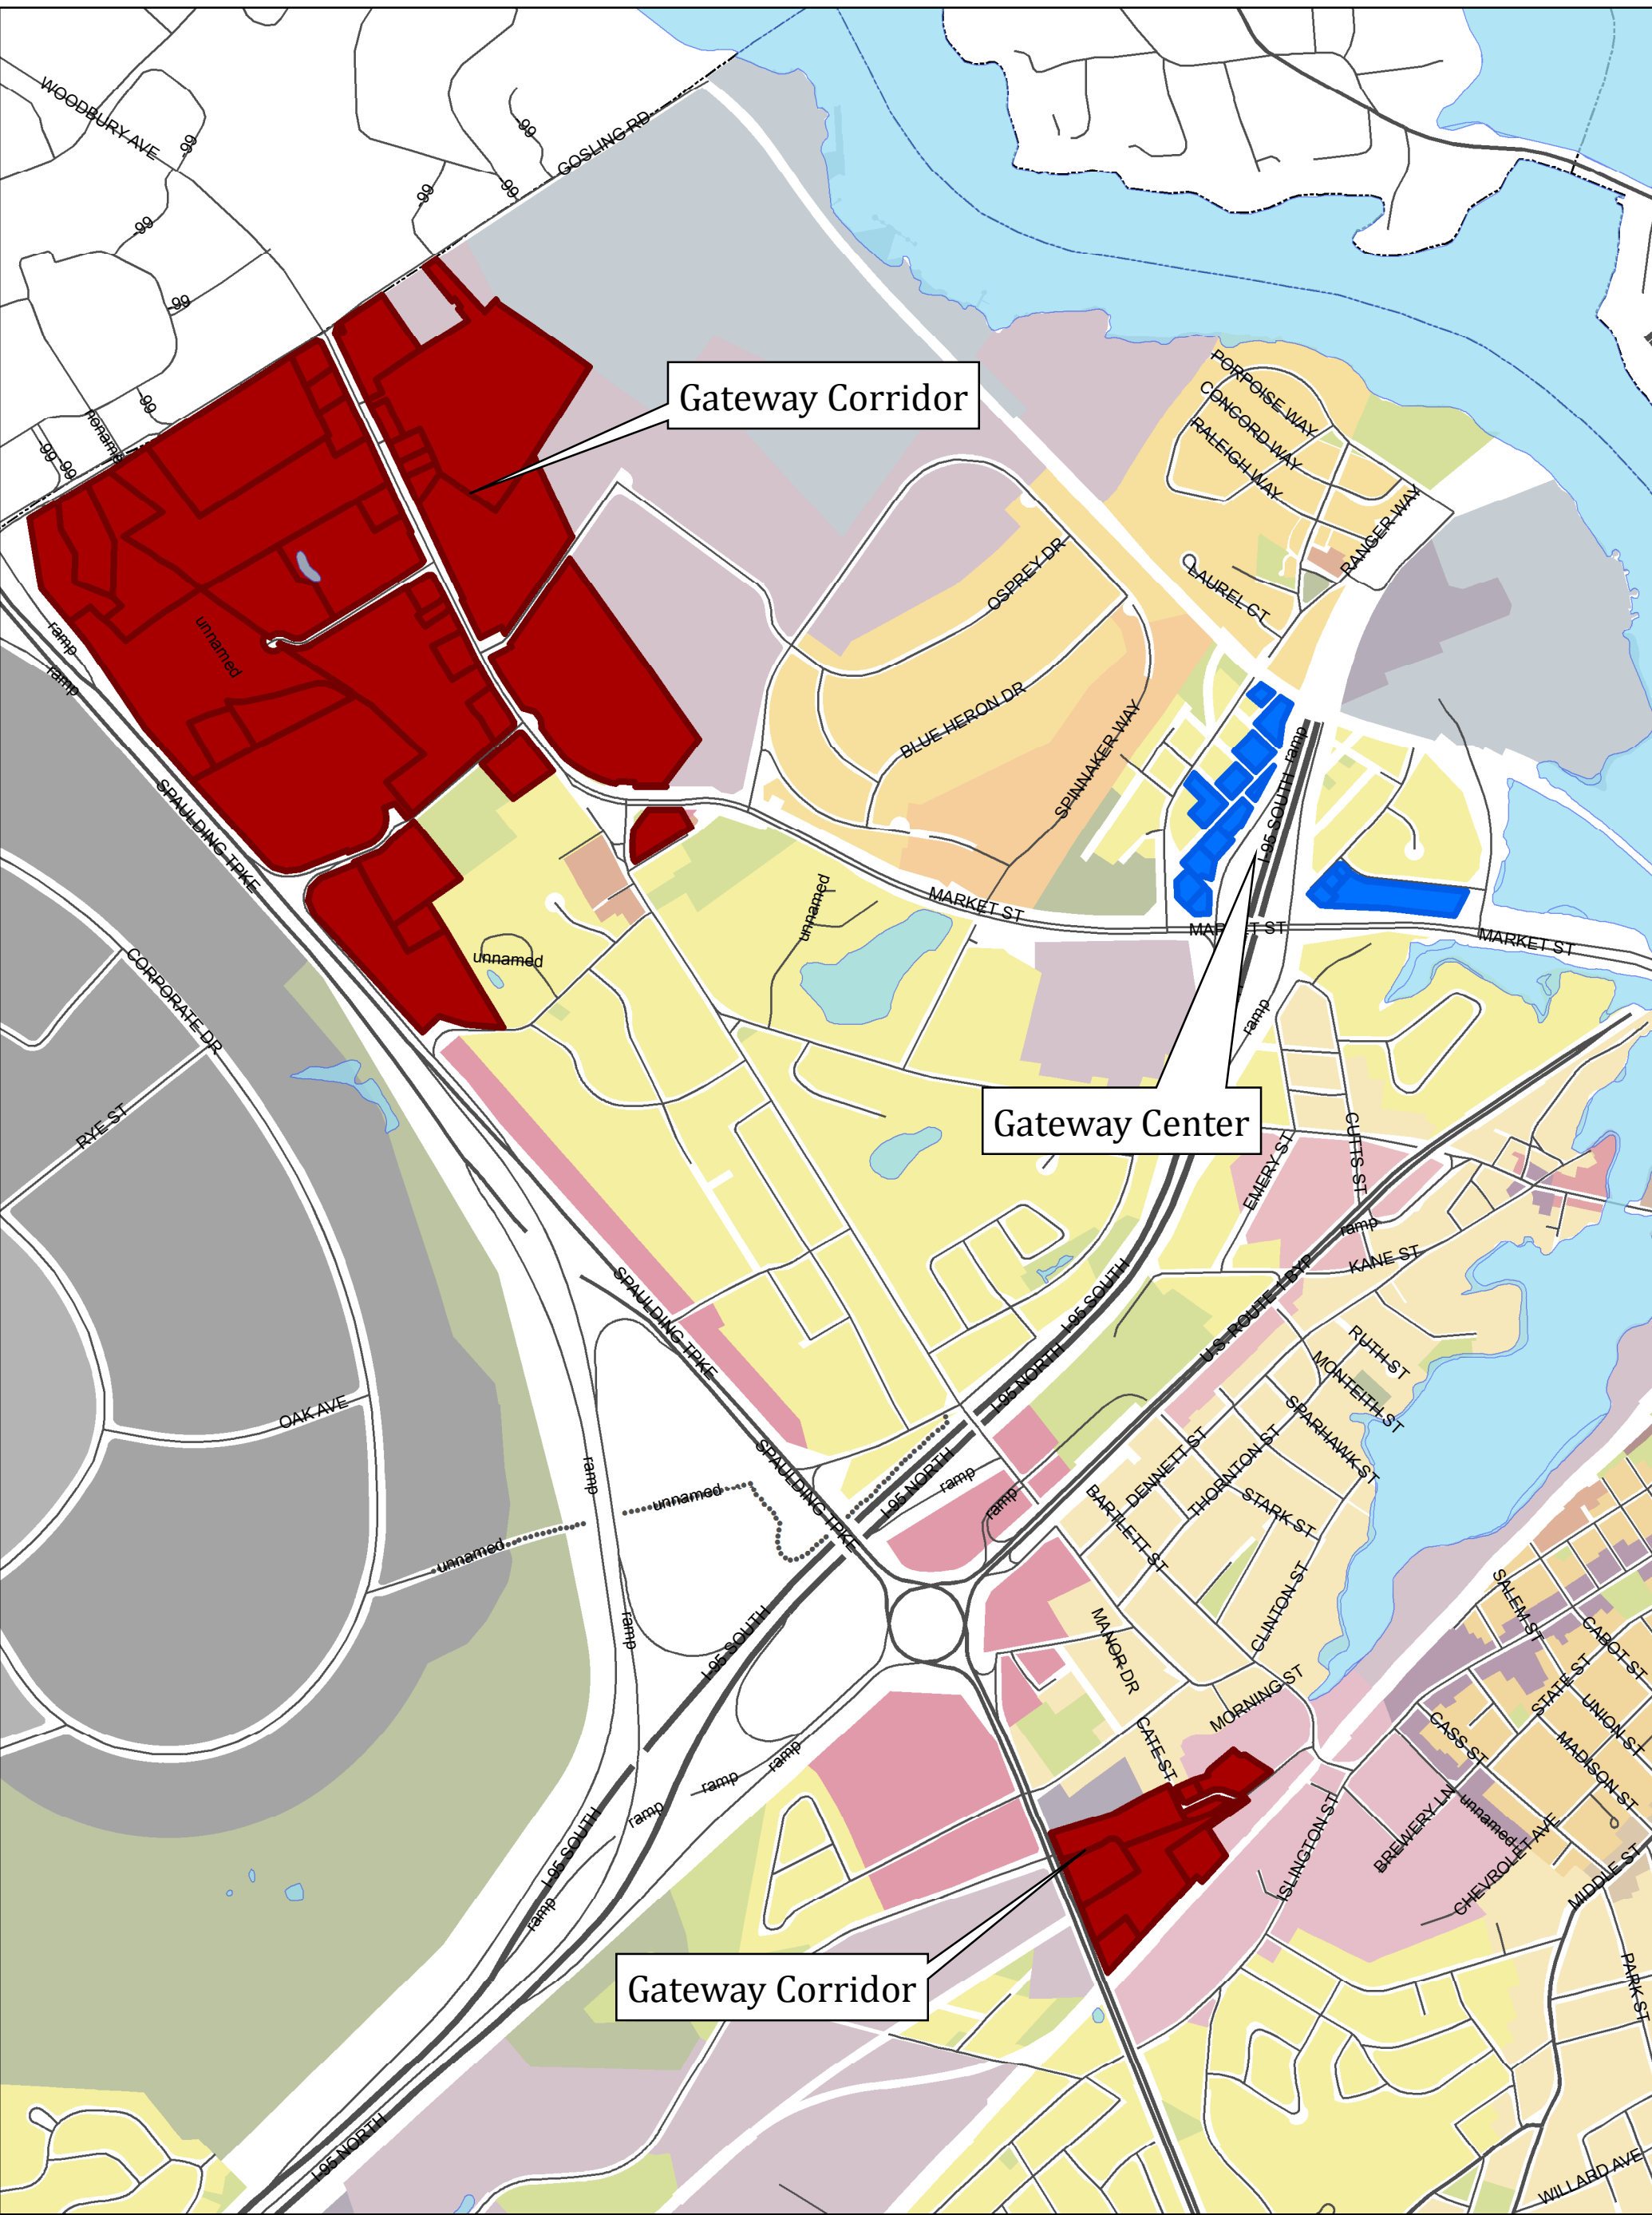 WOODBURY AVE
-99
-99
-99
-99
GOSLING RD
-99
-99
-99
-99
-99
noname
Gateway Corridor
PORPOISE WAY
CONCORD WAY
RALEIGH WAY
RANGER WAY
LAUREL CT
OSPREY DR
BLUE HERON DR
SPINNAKER WAY
ramp
ramp
unnamed
ramp
I-95 SOUTH
SPAULDING TPKE
MARKET ST
MARKET ST
unnamed
unnamed
CORPORATE DR
ramp
RYE ST
Gateway Center
EMERY ST
CUTTS ST
ramp
KANE ST
U.S. ROUTE 1 BYP
I-95 SOUTH
I-95 NORTH
SPAULDING TPKE
RUTH ST
MONTEITH ST
SPARHAWK ST
OAK AVE
DENNETT ST
THORNTON ST
STARK ST
BARTLETT ST
SPAULDING TPKE
I-95 NORTH
ramp
ramp
ramp
unnamed
unnamed
CLINTON ST
SALEM ST
CABOT ST
STATE ST
UNION ST
MADISON ST
CASS ST
MANOR DR
MORNING ST
CATE ST
ramp
I-95 SOUTH
ramp
ramp
ramp
I-95 SOUTH
ramp
ISLINGTON ST
BREWERY LN
unnamed
CHEVROLET AVE
MIDDLE ST
PARK ST
Gateway Corridor
I-95 NORTH
WILLARD AVE